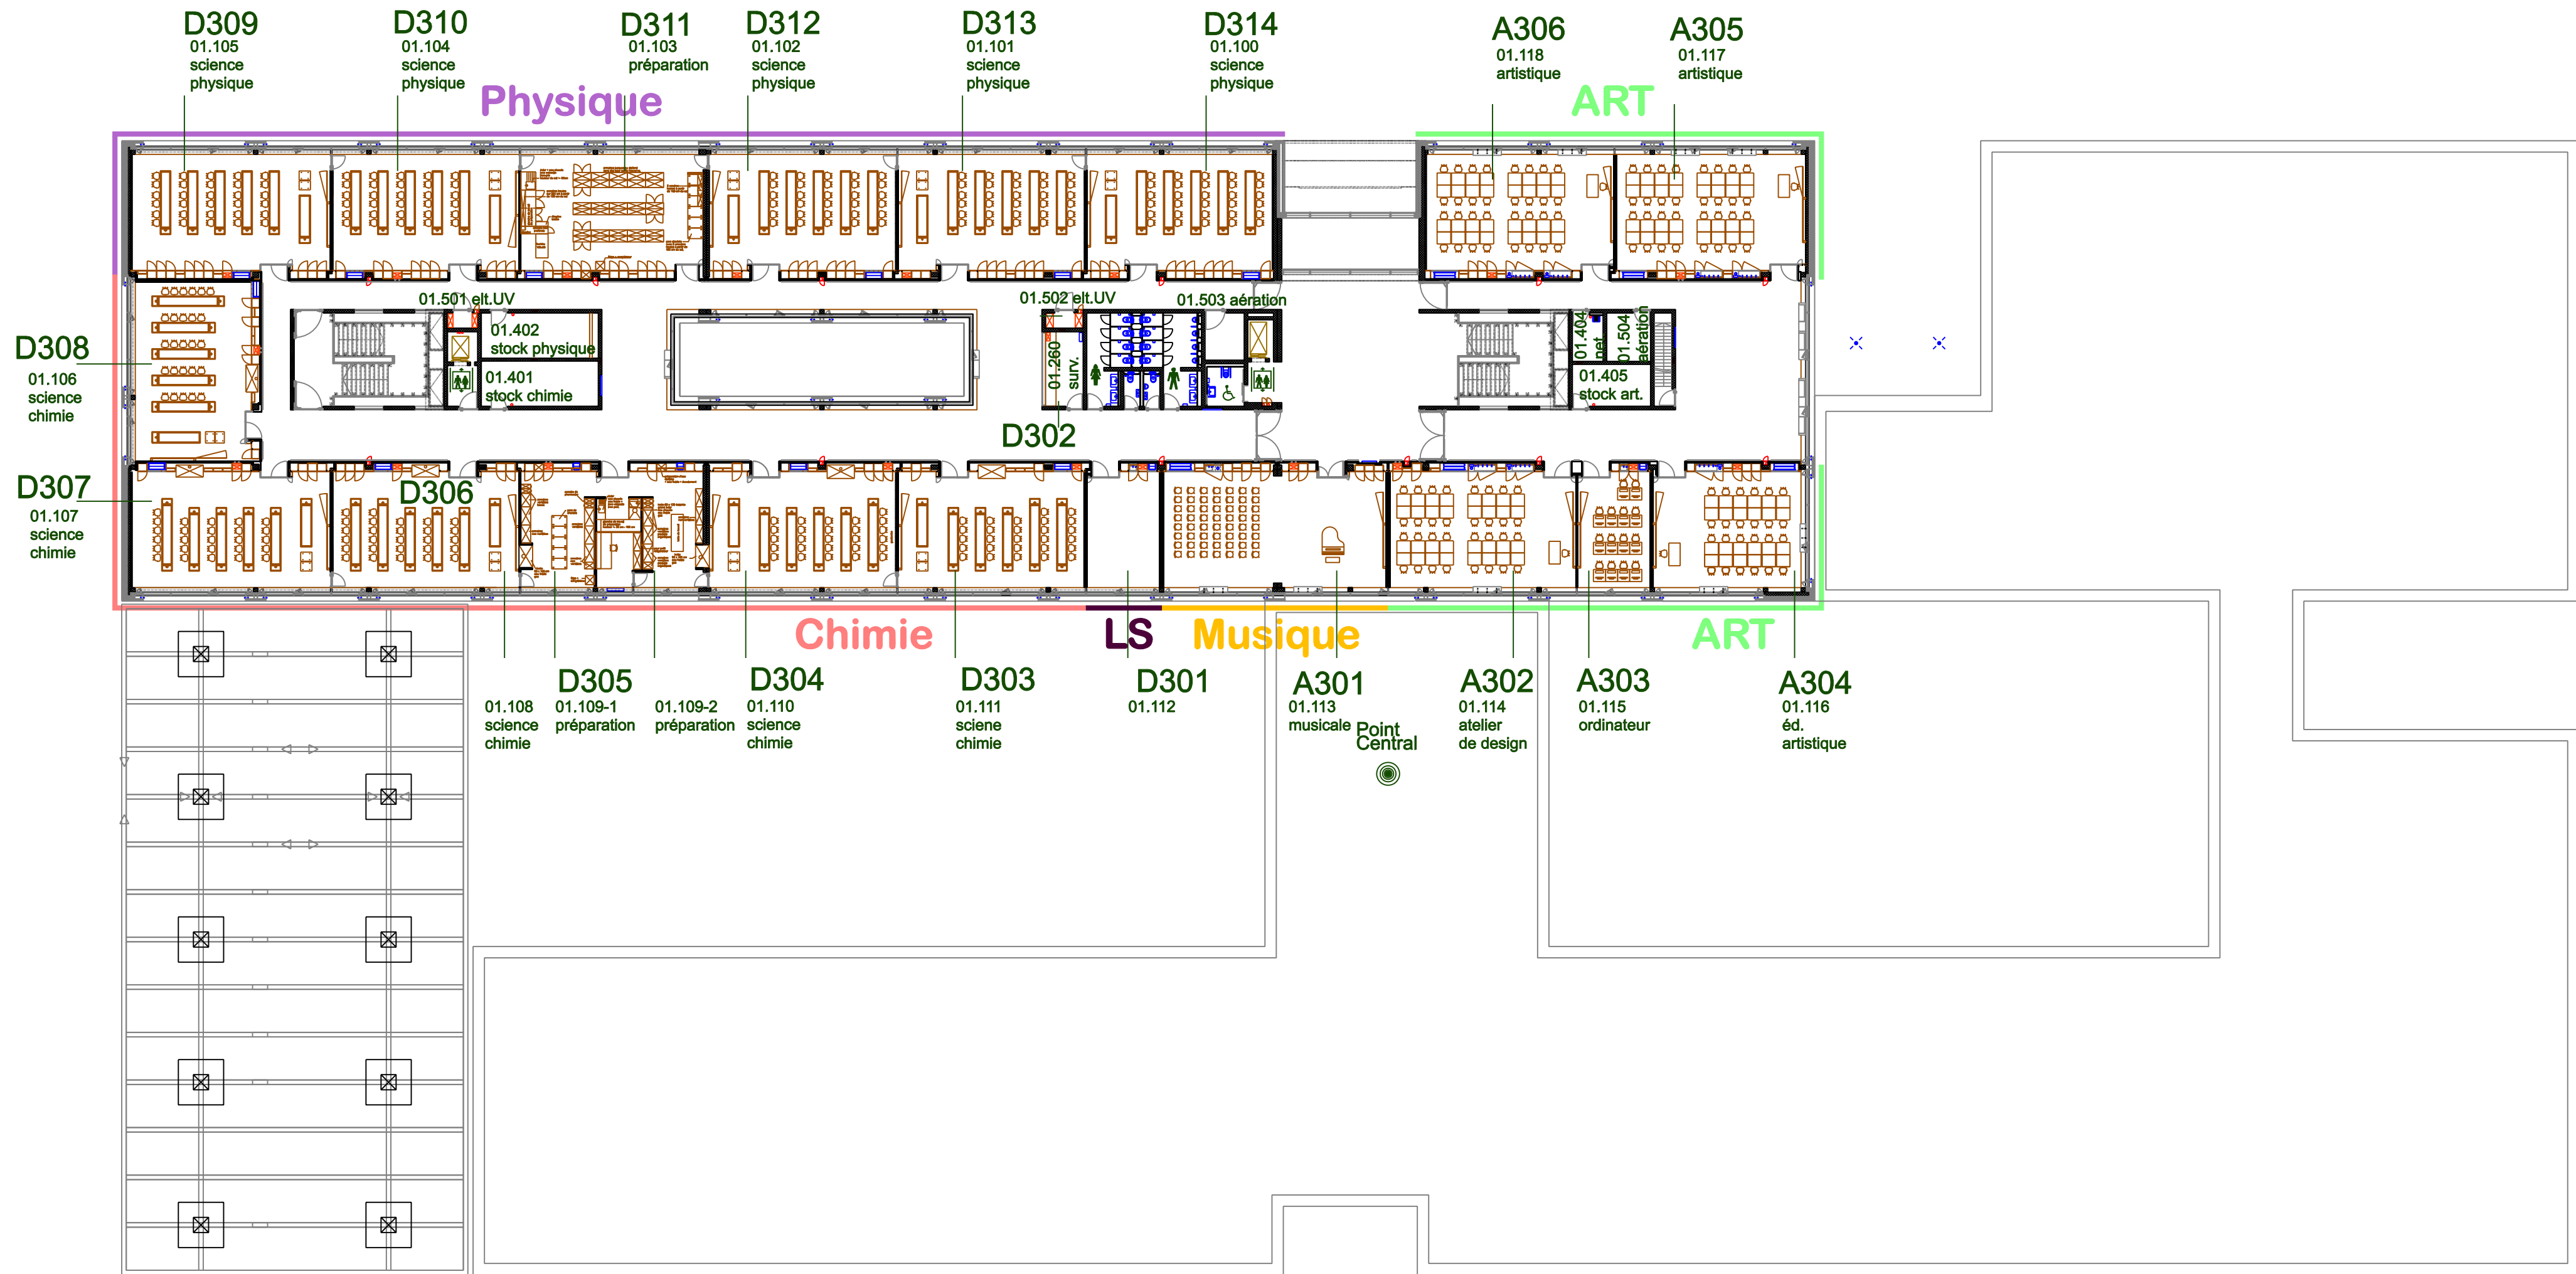 D309
01.105
science
physique
D310
01.104
science
physique
D311
01.103
préparation
D312
01.102
science
physique
D313
01.101
science
physique
D314
01.100
science
physique
A306
01.118
artistique
A305
01.117
artistique
Physique
ART
01.501 elt.UV
01.402
stock physique
01.401
stock chimie
01.502 elt.UV
01.503 aération
01.260
surv.
D302
01.404
net
01.504
aération
01.405
stock art.
D308
01.106
science
chimie
D307
01.107
science
chimie
D306
Chimie
LS
Musique
ART
01.108
science
chimie
D305
01.109-1
préparation
01.109-2
préparation
D304
01.110
science
chimie
D303
01.111
sciene
chimie
D301
01.112
A301
01.113
musicale
Point
Central
A302
01.114
atelier
de design
A303
01.115
ordinateur
A304
01.116
éd.
artistique